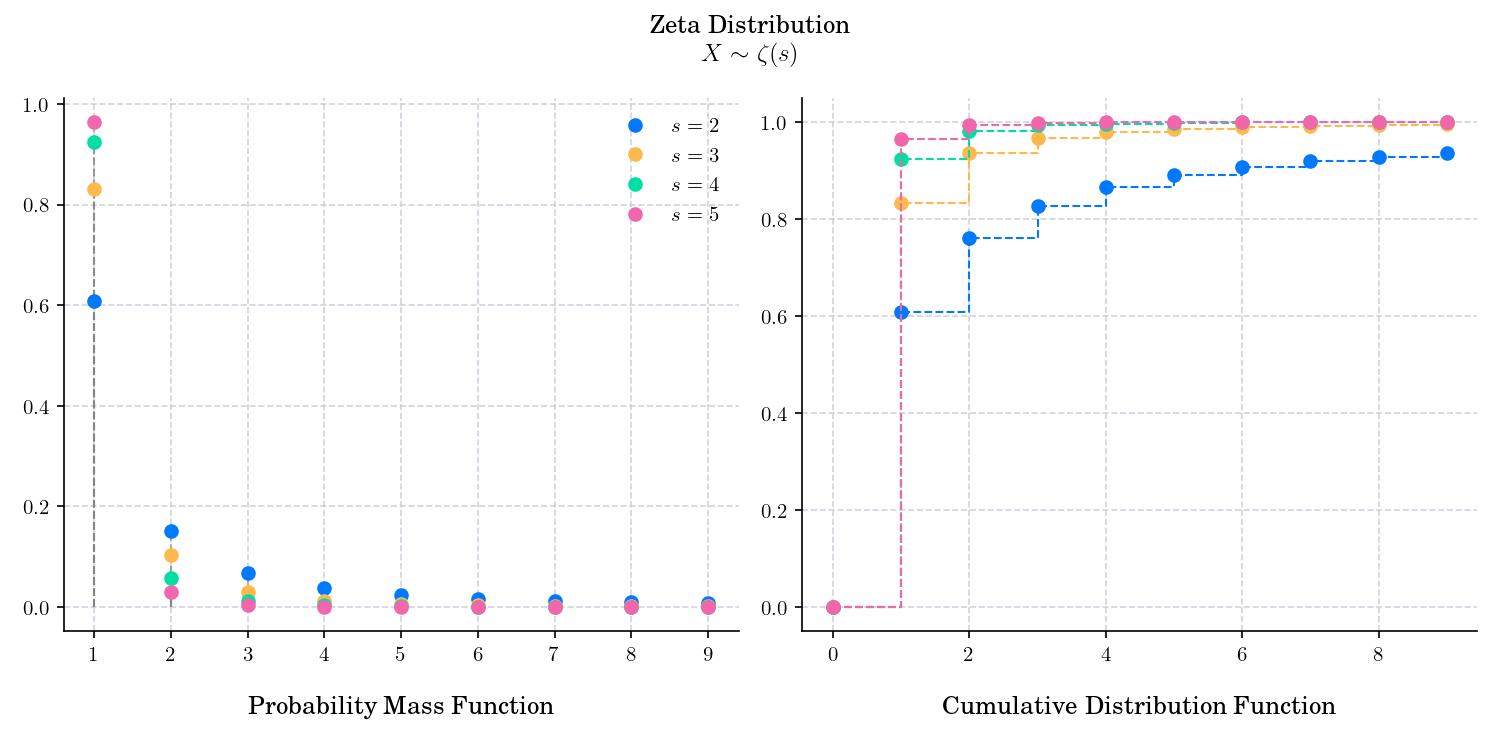 Zeta Distribution
X ∼ ζ(s)
1.0
0.8
0.6
0.4
0.2
0.0
1 2 3 4 5 6 7 8 9
s = 2
s = 3
s = 4
s = 5
Probability Mass Function
1.0
0.8
0.6
0.4
0.2
0.0
0 2 4 6 8
Cumulative Distribution Function